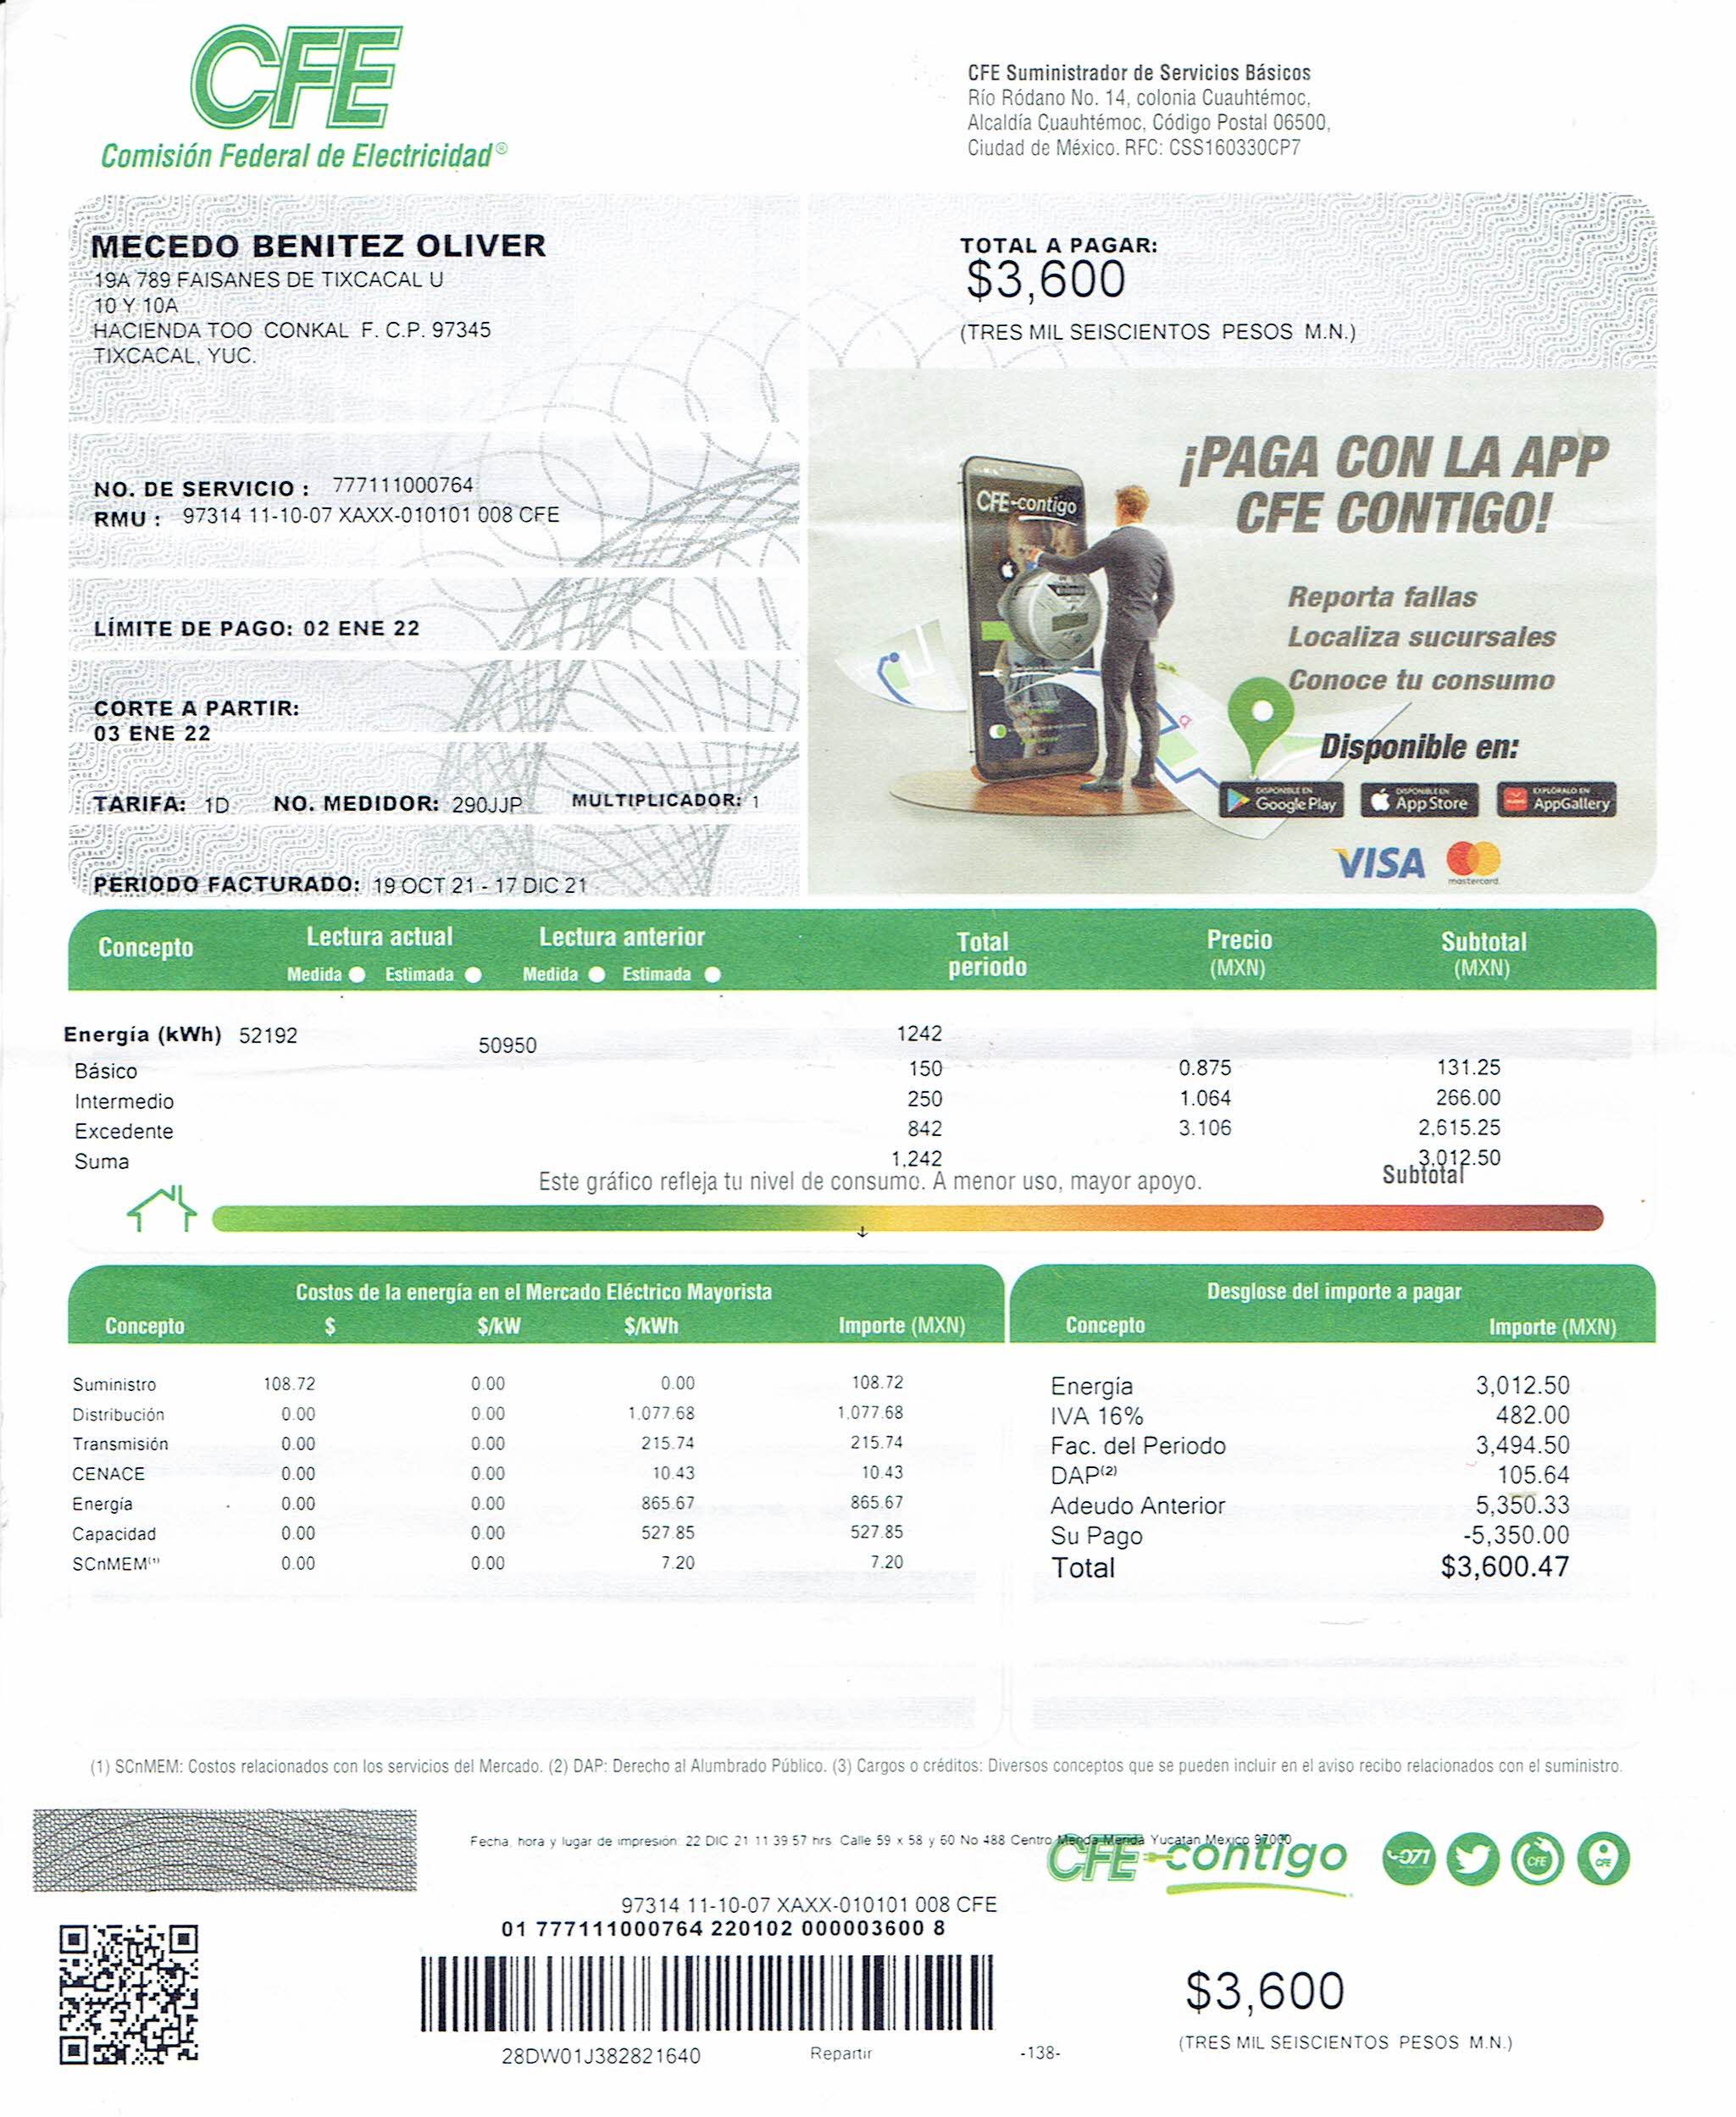 CFE
Comisión Federal de Electricidad®
CFE Suministrador de Servicios Básicos
Río Ródano No. 14, colonia Cuauhtémoc,
Alcaldía Cuauhtémoc, Código Postal 06500,
Ciudad de México. RFC: CSS160330CP7
MECEDO BENITEZ OLIVER
19A 789 FAISANES DE TIXCACAL U
10 Y 10A
HACIENDA TOO CONKAL F. C.P. 97345
TIXCACAL, YUC.
TOTAL A PAGAR:
$3,600
(TRES MIL SEISCIENTOS PESOS M.N.)
NO. DE SERVICIO : 777111000764
RMU : 97314 11-10-07 XAXX-010101 008 CFE
LÍMITE DE PAGO: 02 ENE 22
CORTE A PARTIR:
03 ENE 22
TARIFA: 1D NO. MEDIDOR: 290JJP MULTIPLICADOR: 1
PERIODO FACTURADO: 19 OCT 21 - 17 DIC 21
¡PAGA CON LA APP
CFE CONTIGO!
CFE-contigo
Reporta fallas
Localiza sucursales
Conoce tu consumo
Disponible en:
DISPONIBLE EN Google Play
DISPONIBLE EN App Store
EXPLÓRALO EN AppGallery
VISA mastercard.
Concepto Lectura actual Lectura anterior Total periodo Precio (MXN) Subtotal (MXN)
Medida Estimada Medida Estimada
Energía (kWh) 52192 50950 1242
Básico 150 0.875 131.25
Intermedio 250 1.064 266.00
Excedente 842 3.106 2,615.25
Suma 1,242 3,012.50
Este gráfico refleja tu nivel de consumo. A menor uso, mayor apoyo. Subtotal
Costos de la energía en el Mercado Eléctrico Mayorista
Concepto $ $/kW $/kWh Importe (MXN)
Suministro 108.72 0.00 0.00 108.72
Distribución 0.00 0.00 1.077.68 1.077.68
Transmisión 0.00 0.00 215.74 215.74
CENACE 0.00 0.00 10.43 10.43
Energía 0.00 0.00 865.67 865.67
Capacidad 0.00 0.00 527.85 527.85
SCnMEM(1) 0.00 0.00 7.20 7.20
Desglose del importe a pagar
Concepto Importe (MXN)
Energía 3,012.50
IVA 16% 482.00
Fac. del Periodo 3,494.50
DAP(2) 105.64
Adeudo Anterior 5,350.33
Su Pago -5,350.00
Total $3,600.47
(1) SCnMEM: Costos relacionados con los servicios del Mercado. (2) DAP: Derecho al Alumbrado Público. (3) Cargos o créditos: Diversos conceptos que se pueden incluir en el aviso recibo relacionados con el suministro.
Fecha, hora y lugar de impresión: 22 DIC 21 11 39 57 hrs. Calle 59 x 58 y 60 No 488 Centro Merida Merida Yucatan Mexico 97000
CFE contigo
071
CFE
CFE
97314 11-10-07 XAXX-010101 008 CFE
01 777111000764 220102 000003600 8
28DW01J382821640 Repartir -138-
$3,600
(TRES MIL SEISCIENTOS PESOS M.N.)